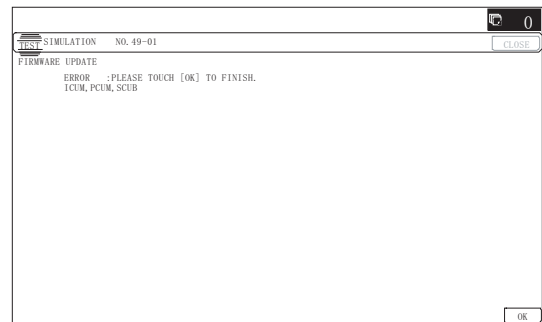 0
TEST SIMULATION NO. 49-01
CLOSE
FIRMWARE UPDATE
ERROR :PLEASE TOUCH [OK] TO FINISH.
ICUM, PCUM, SCUB
OK